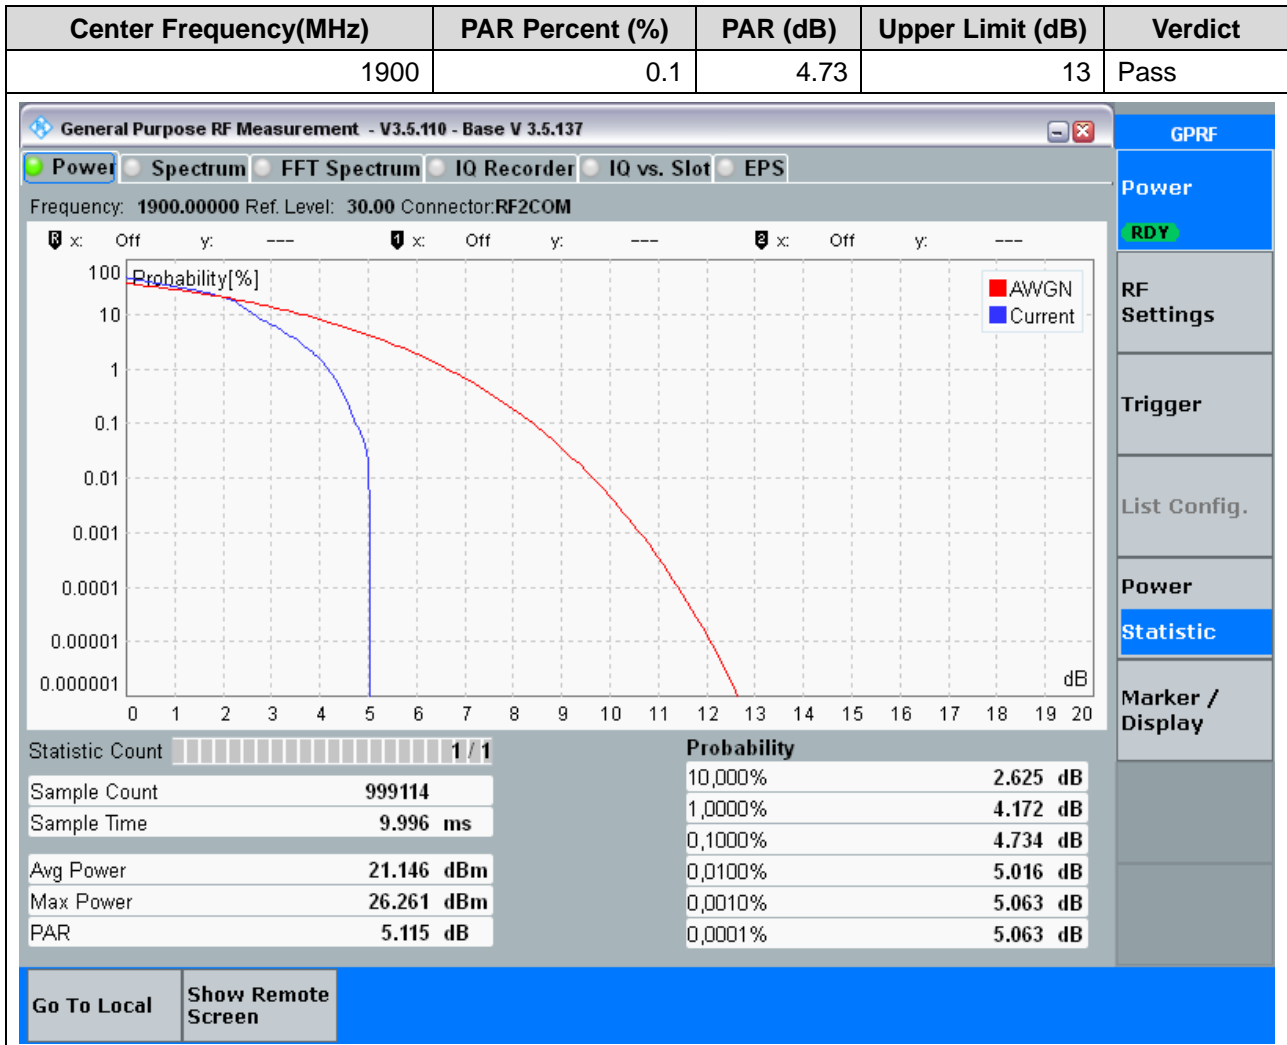 Center Frequency(MHz) PAR Percent (%) PAR (dB) Upper Limit (dB) Verdict
1900 0.1 4.73 13 Pass
General Purpose RF Measurement - V3.5.110 - Base V 3.5.137
GPRF
Power Spectrum FFT Spectrum IQ Recorder IQ vs. Slot EPS
Power
RDY
Frequency: 1900.00000 Ref. Level: 30.00 Connector:RF2COM
R x: Off y: --- 1 x: Off y: --- 2 x: Off y: ---
Probability[%]
AWGN
Current
100
10
1
0.1
0.01
0.001
0.0001
0.00001
0.000001
dB
0 1 2 3 4 5 6 7 8 9 10 11 12 13 14 15 16 17 18 19 20
RF
Settings
Trigger
List Config.
Power
Statistic
Marker /
Display
Statistic Count 1 / 1
Sample Count 999114
Sample Time 9.996 ms
Avg Power 21.146 dBm
Max Power 26.261 dBm
PAR 5.115 dB
Probability
10,000% 2.625 dB
1,0000% 4.172 dB
0,1000% 4.734 dB
0,0100% 5.016 dB
0,0010% 5.063 dB
0,0001% 5.063 dB
Go To Local
Show Remote
Screen